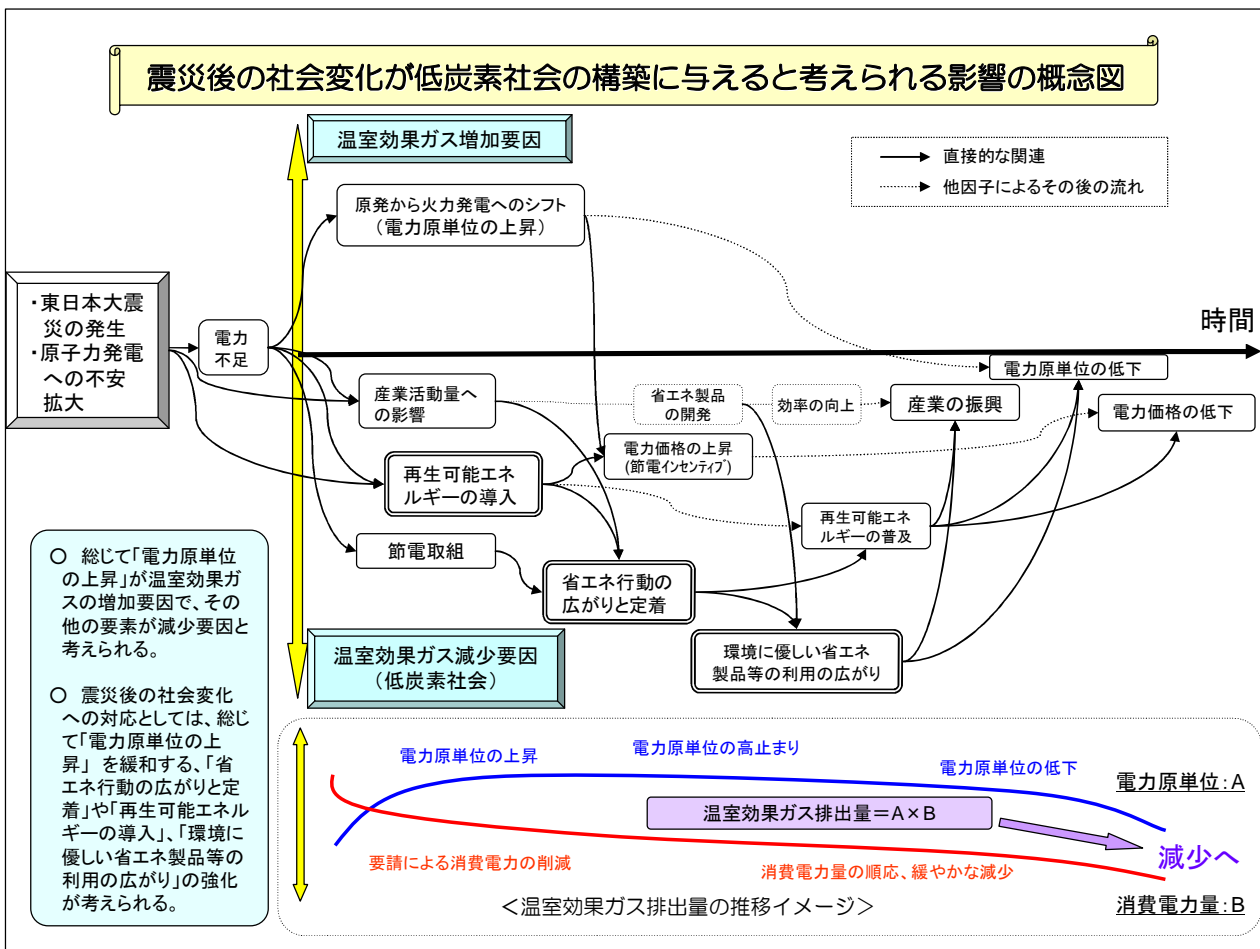 震災後の社会変化が低炭素社会の構築に与えると考えられる影響の概念図
温室効果ガス増加要因
直接的な関連
他因子によるその後の流れ
原発から火力発電へのシフト
（電力原単位の上昇）
・東日本大震
災の発生
・原子力発電
への不安
拡大
電力
不足
時間
電力原単位の低下
産業活動量へ
の影響
省エネ製品
の開発
効率の向上
産業の振興
電力価格の低下
電力価格の上昇
(節電ｲﾝｾﾝﾃｨﾌﾞ)
再生可能エネ
ルギーの導入
再生可能エネ
ルギーの普及
節電取組
省エネ行動の
広がりと定着
環境に優しい省エネ
製品等の利用の広がり
温室効果ガス減少要因
（低炭素社会）
○　総じて「電力原単位
の上昇」が温室効果ガ
スの増加要因で、その
他の要素が減少要因と
考えられる。
○　震災後の社会変化
への対応としては、総じ
て「電力原単位の上
昇」 を緩和する、「省
エネ行動の広がりと定
着」や「再生可能エネル
ギーの導入」、「環境に
優しい省エネ製品等の
利用の広がり」の強化
が考えられる。
電力原単位の上昇
電力原単位の高止まり
電力原単位の低下
電力原単位：A
温室効果ガス排出量＝A×B
減少へ
要請による消費電力の削減
消費電力量の順応、緩やかな減少
消費電力量：B
＜温室効果ガス排出量の推移イメージ＞